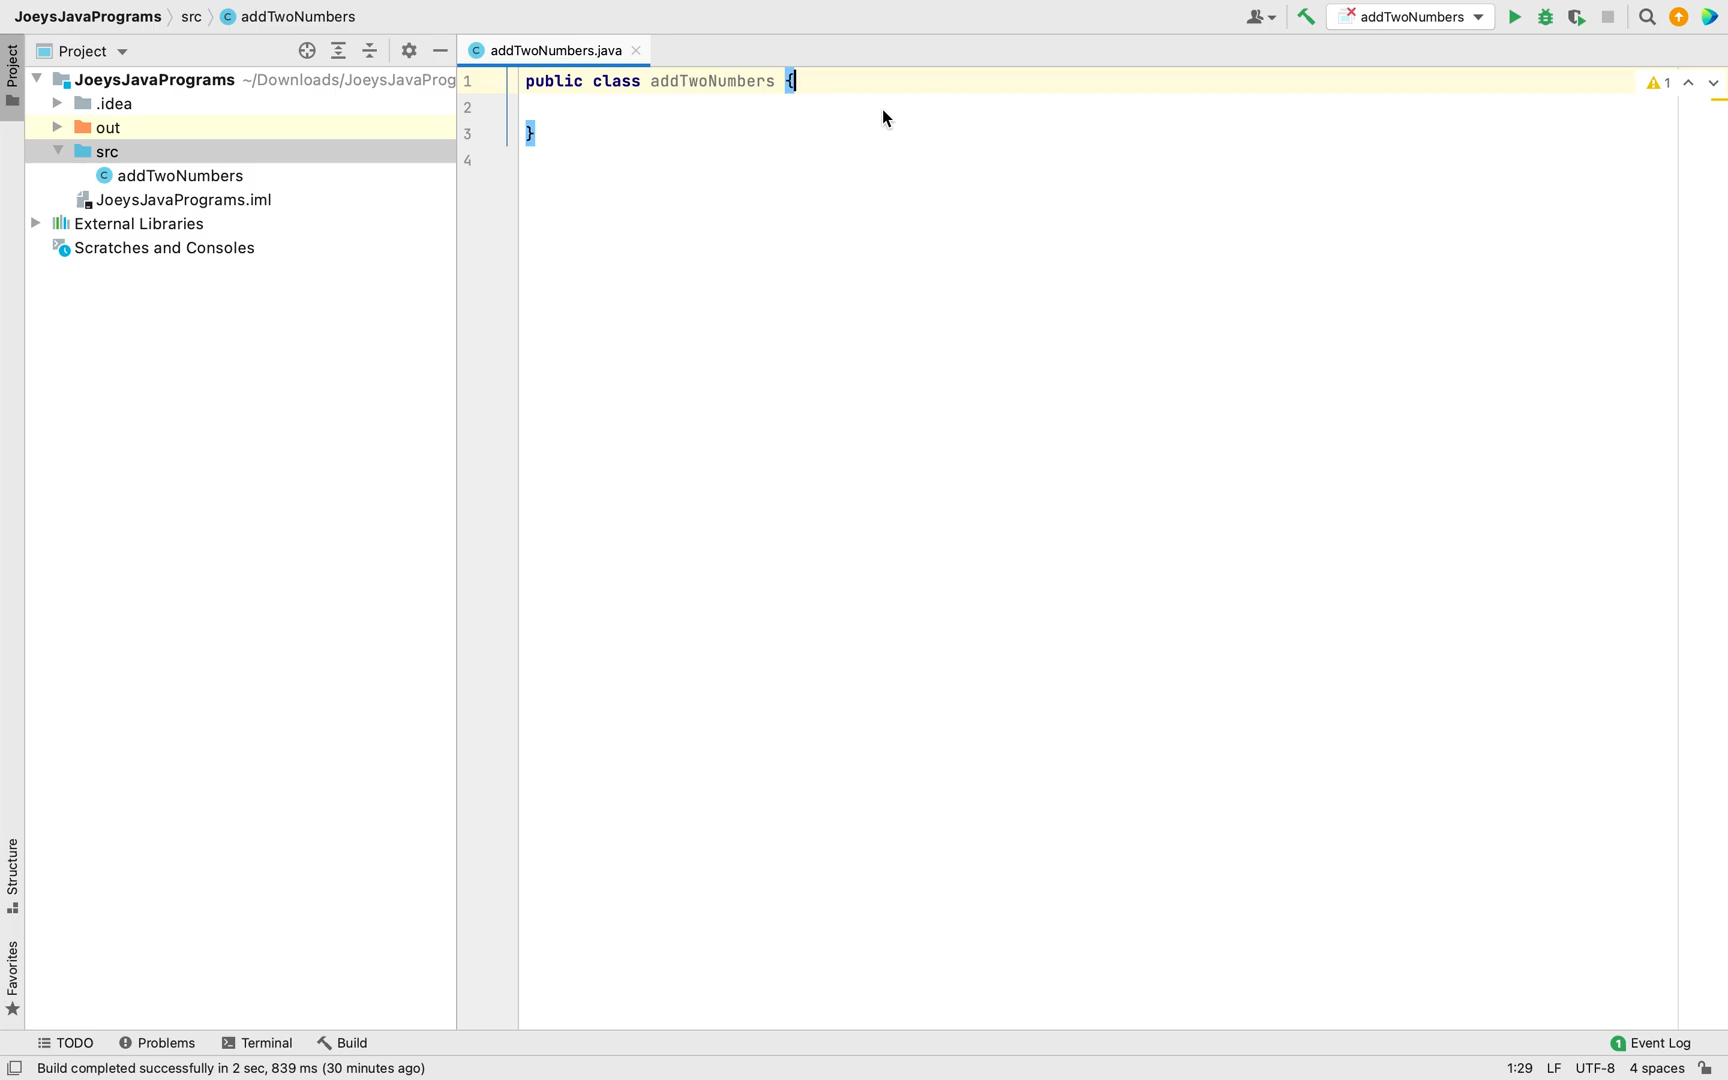 JoeysJavaPrograms src addTwoNumbers
addTwoNumbers
Project
Project
addTwoNumbers.java
JoeysJavaPrograms ~/Downloads/JoeysJavaProg
.idea
out
src
addTwoNumbers
JoeysJavaPrograms.iml
External Libraries
Scratches and Consoles
1 public class addTwoNumbers {
2
3 }
4
1
Structure
Favorites
TODO
Problems
Terminal
Build
1 Event Log
Build completed successfully in 2 sec, 839 ms (30 minutes ago)
1:29 LF UTF-8 4 spaces